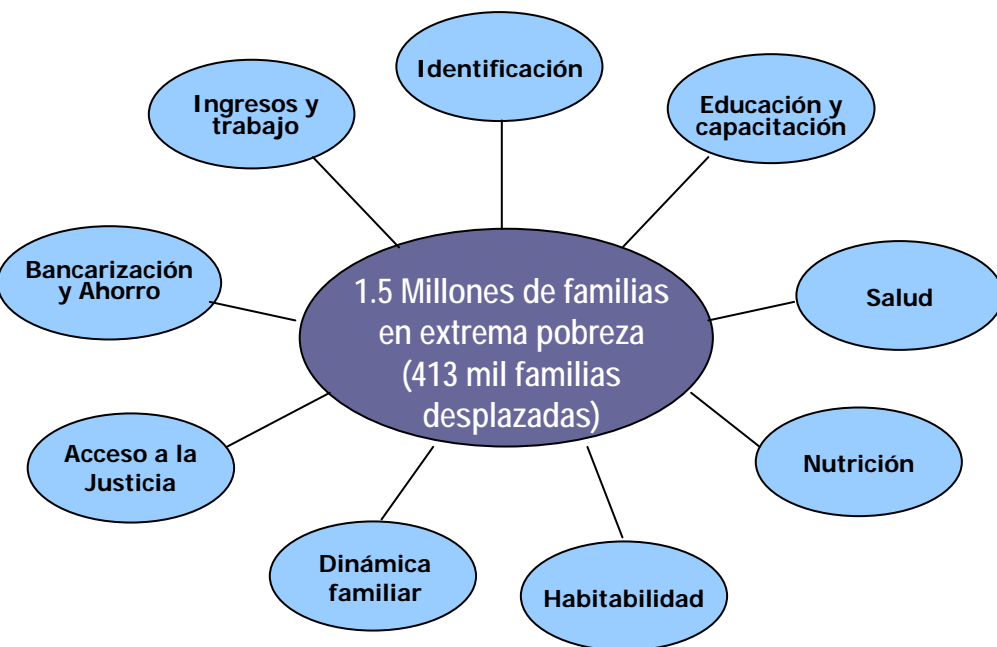 Identificación
Educación y
capacitación
Salud
Nutrición
Habitabilidad
Dinámica
familiar
Acceso a la
Justicia
Bancarización
y Ahorro
Ingresos y
trabajo
1.5 Millones de familias
en extrema pobreza
(413 mil familias
desplazadas)